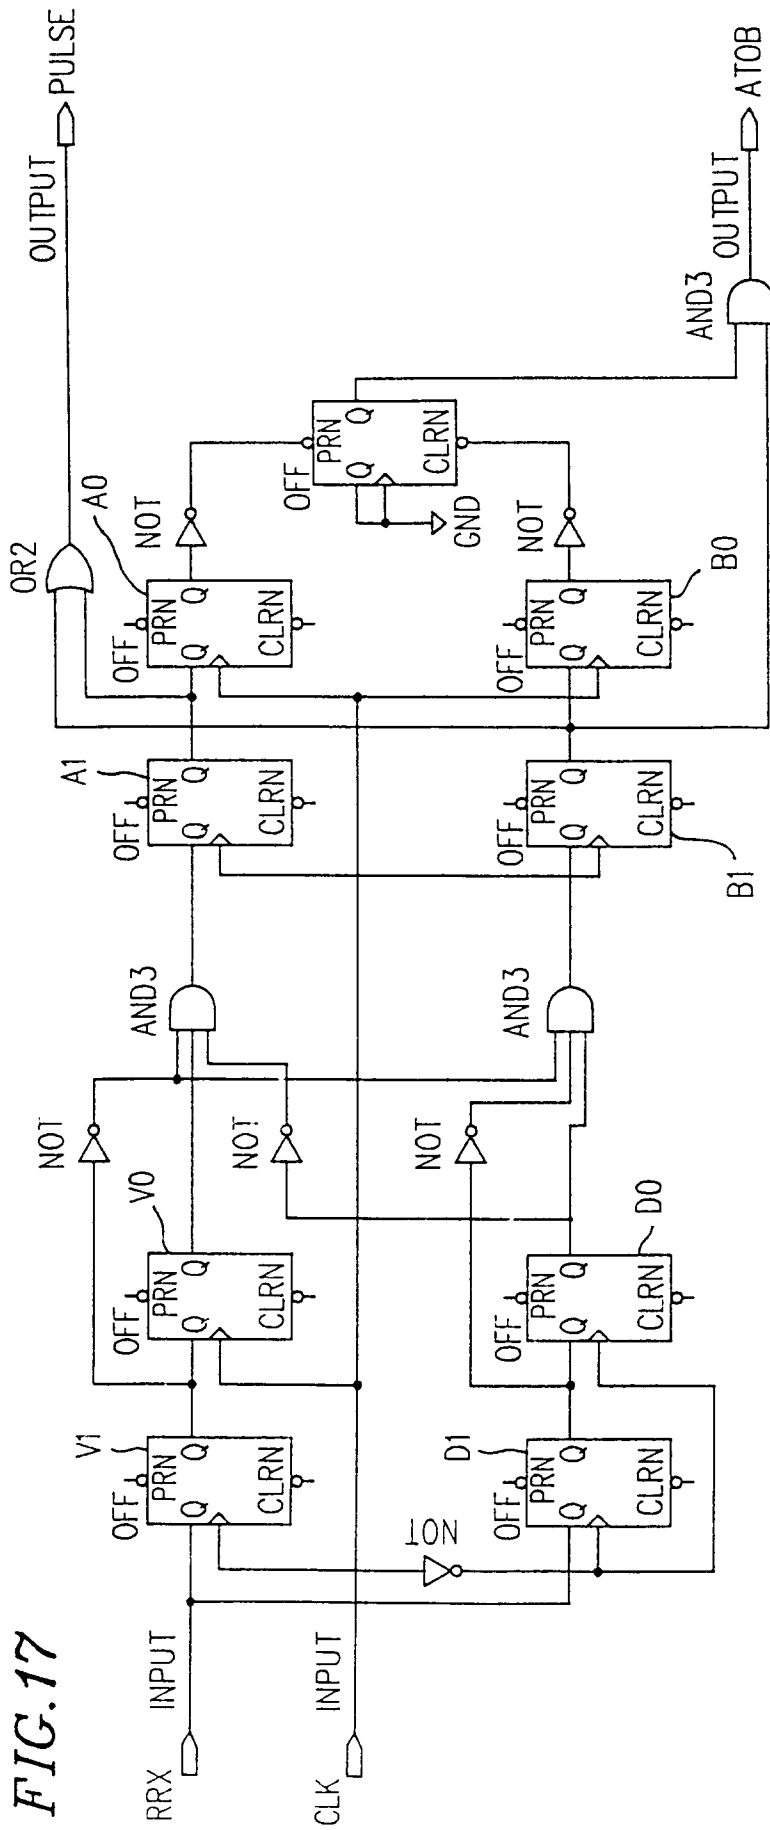 FIG.17
RRX
INPUT
CLK
INPUT
V1
OFF
PRN
Q
Q
CLRN
NOT
D1
OFF
PRN
Q
Q
CLRN
V0
OFF
PRN
Q
Q
CLRN
D0
OFF
PRN
Q
Q
CLRN
NOT
NOT
NOT
AND3
AND3
A1
OFF
PRN
Q
Q
CLRN
B1
OFF
PRN
Q
Q
CLRN
A0
OFF
PRN
Q
Q
CLRN
B0
OFF
PRN
Q
Q
CLRN
OR2
NOT
NOT
OFF
PRN
Q
Q
CLRN
GND
OUTPUT
PULSE
AND3
OUTPUT
ATOB